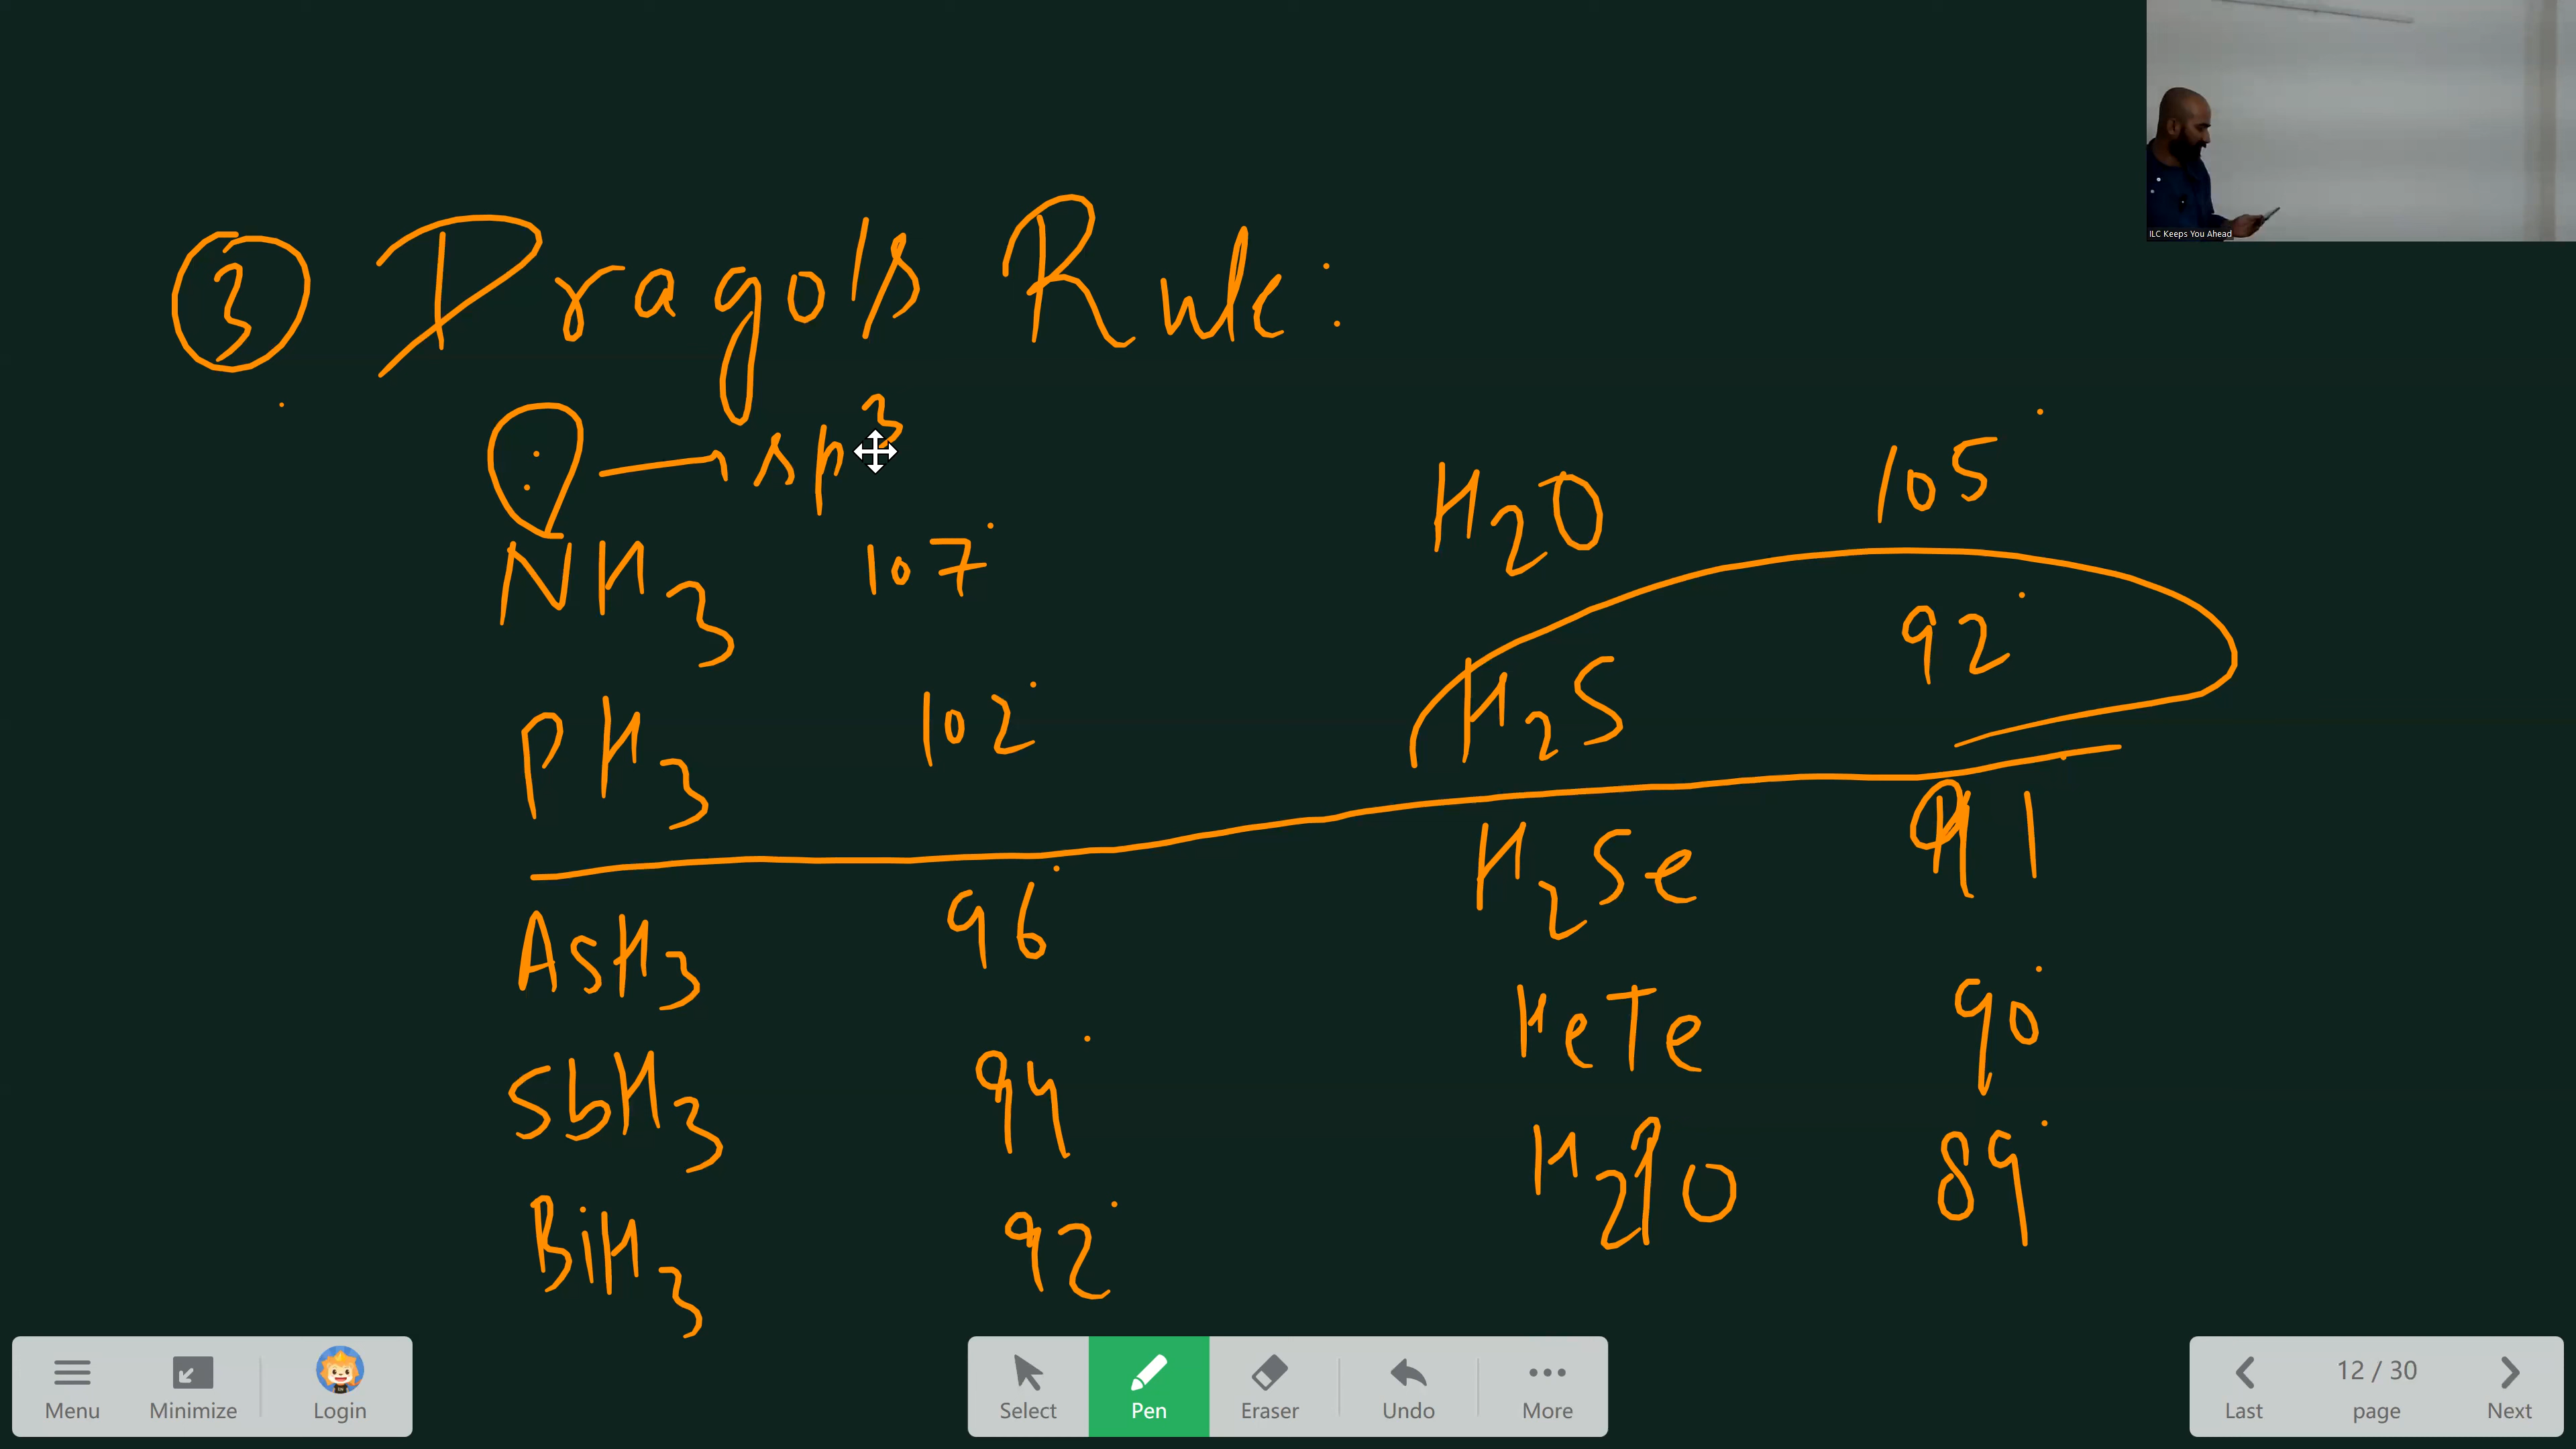 ILC Keeps You Ahead
③ Drago's Rule:
: → sp³
NH₃ 107°
H₂O 105°
PH₃ 102°
H₂S 92°
AsH₃ 96°
H₂Se 91
SbH₃ 94°
HeTe 90°
BiH₃ 92°
H₂PO 89°
Menu Minimize Login Select Pen Eraser Undo More Last 12 / 30 page Next